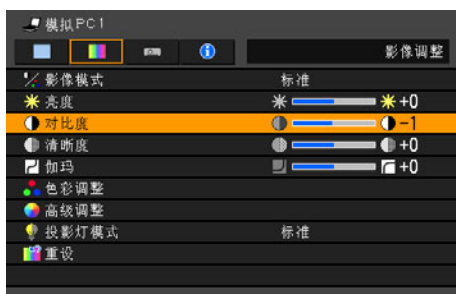 模拟PC1
影像调整
影像模式 标准
亮度 +0
对比度 -1
清晰度 +0
伽玛 +0
色彩调整
高级调整
投影灯模式 标准
重设